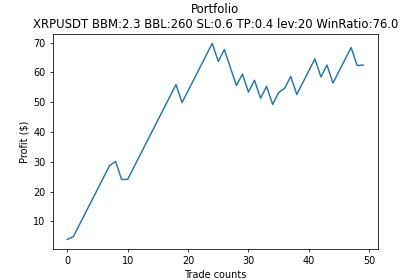 Portfolio
XRPUSDT BBM:2.3 BBL:260 SL:0.6 TP:0.4 lev:20 WinRatio:76.0
70
60
50
40
30
20
10
Profit ($)
0 10 20 30 40 50
Trade counts